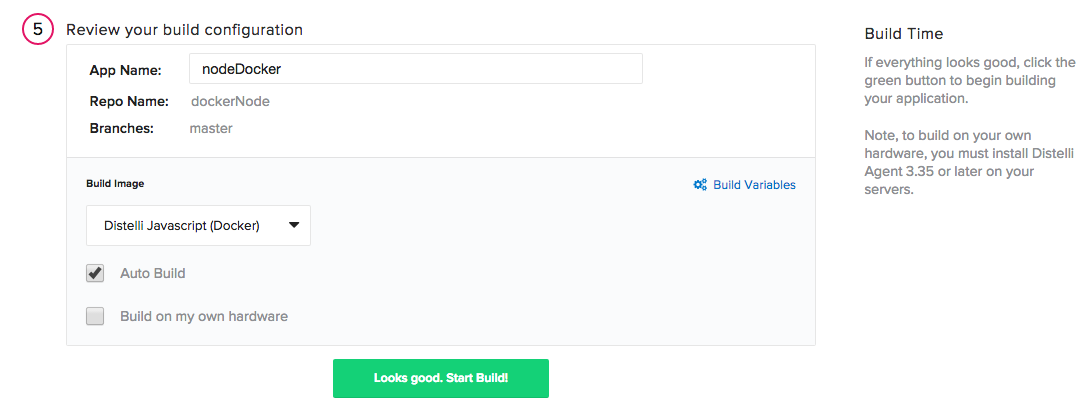 5 Review your build configuration
App Name: nodeDocker
Repo Name: dockerNode
Branches: master
Build Image
Build Variables
Distelli Javascript (Docker)
Auto Build
Build on my own hardware
Looks good. Start Build!
Build Time
If everything looks good, click the
green button to begin building
your application.
Note, to build on your own
hardware, you must install Distelli
Agent 3.35 or later on your
servers.